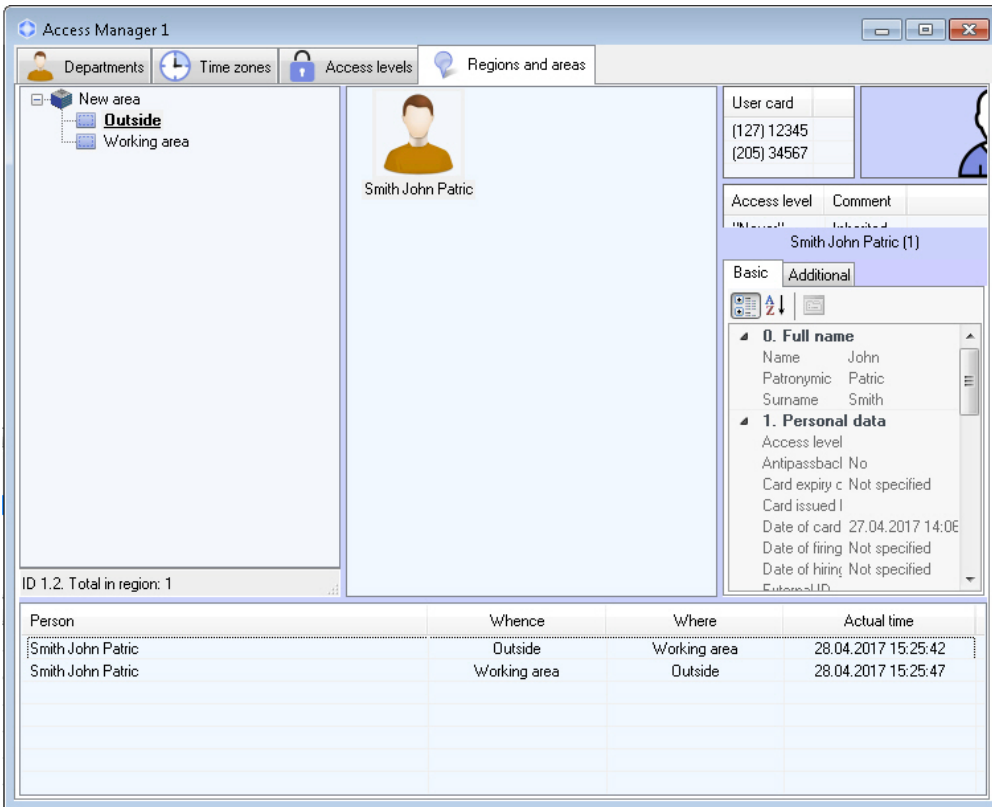 Access Manager 1
Departments Time zones Access levels Regions and areas
New area
Outside
Working area
ID 1.2. Total in region: 1
Smith John Patric
User card
(127) 12345
(205) 34567
Access level Comment
"Never" Inherited
Smith John Patric (1)
Basic Additional
0. Full name
Name John
Patronymic Patric
Surname Smith
1. Personal data
Access level
Antipassbacl No
Card expiry c Not specified
Card issued l
Date of card 27.04.2017 14:06
Date of firing Not specified
Date of hiring Not specified
External ID
Person Whence Where Actual time
Smith John Patric Outside Working area 28.04.2017 15:25:42
Smith John Patric Working area Outside 28.04.2017 15:25:47